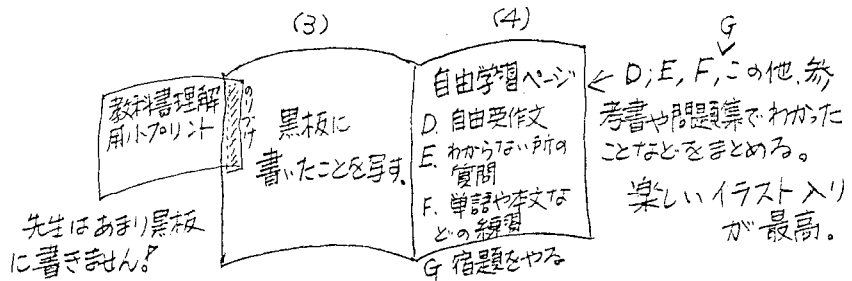 (3)
(4)
教科書理解
用小プリント
のりづけ
黒板に
書いたことを写す。
先生はあまり黒板
に書きません!
自由学習ページ
D. 自由英作文
E. わからない所の
質問
F. 単語や本文な
どの練習
G 宿題をやる
G
← D, E, F, この他、参
考書や問題集でわかった
ことなどをまとめる。
楽しいイラスト入り
が最高。